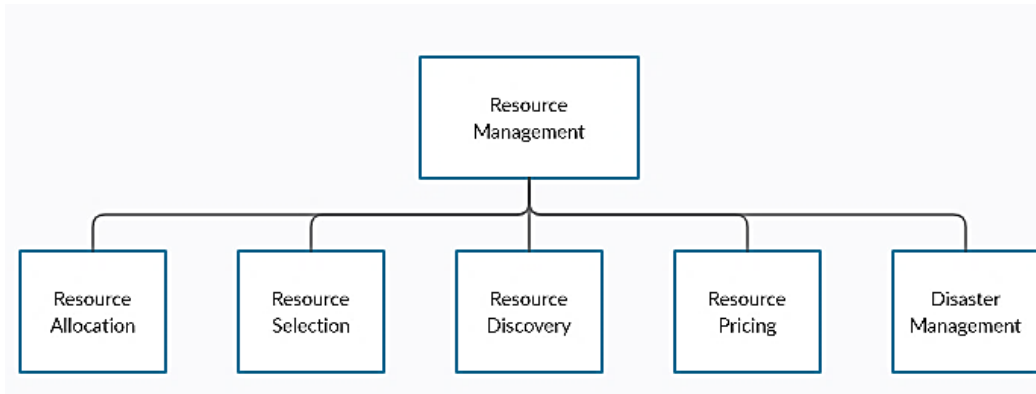 Resource
Management
Resource
Allocation
Resource
Selection
Resource
Discovery
Resource
Pricing
Disaster
Management